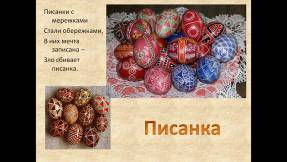 Писанки с
мережками
Стали обережками,
В них мечта
записана –
Зло сбивает
писанка.
Писанка